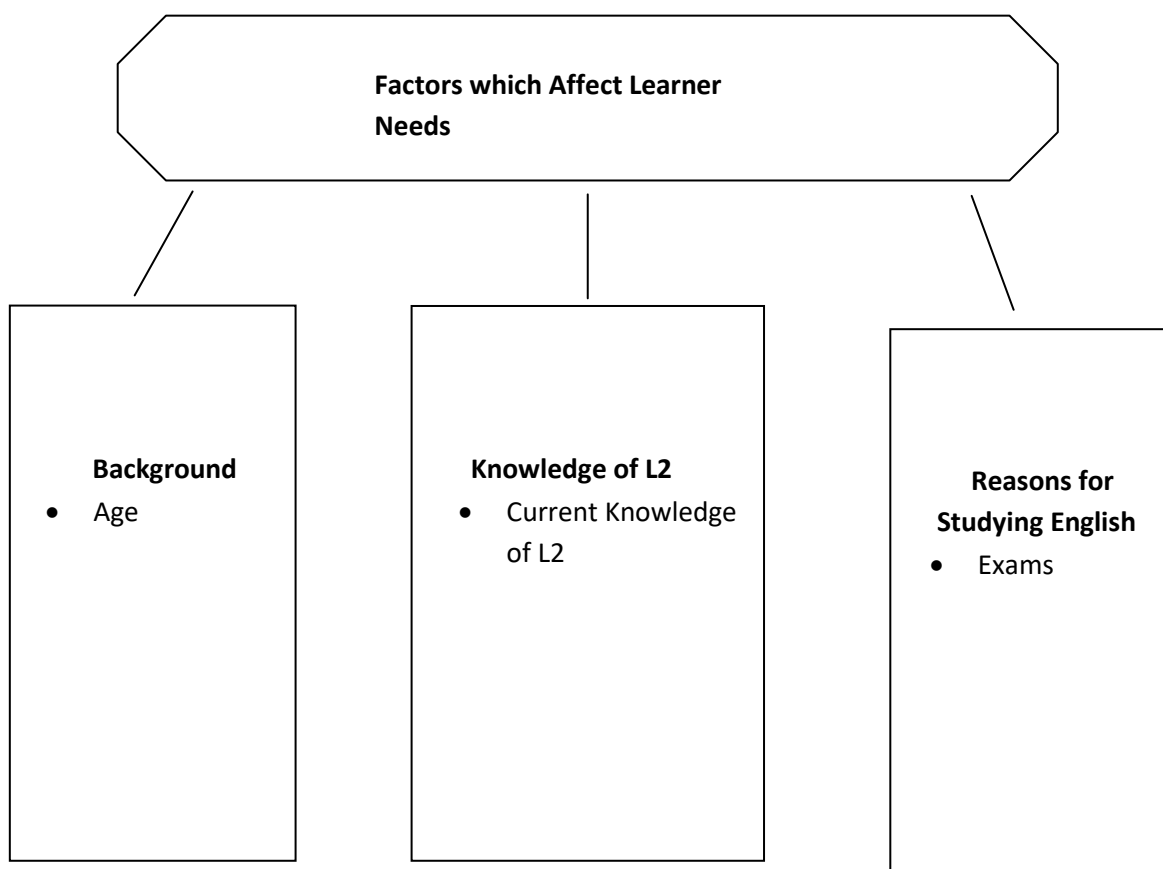 Factors which Affect Learner
Needs
Background
• Age
Knowledge of L2
• Current Knowledge
of L2
Reasons for
Studying English
• Exams